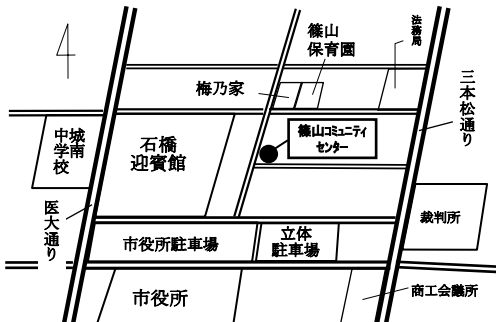 法務局
篠山
保育園
梅乃家
三本松通り
城南
中学校
石橋
迎賓館
篠山コミュニティ
センター
医大通り
裁判所
市役所駐車場
立体
駐車場
市役所
商工会議所